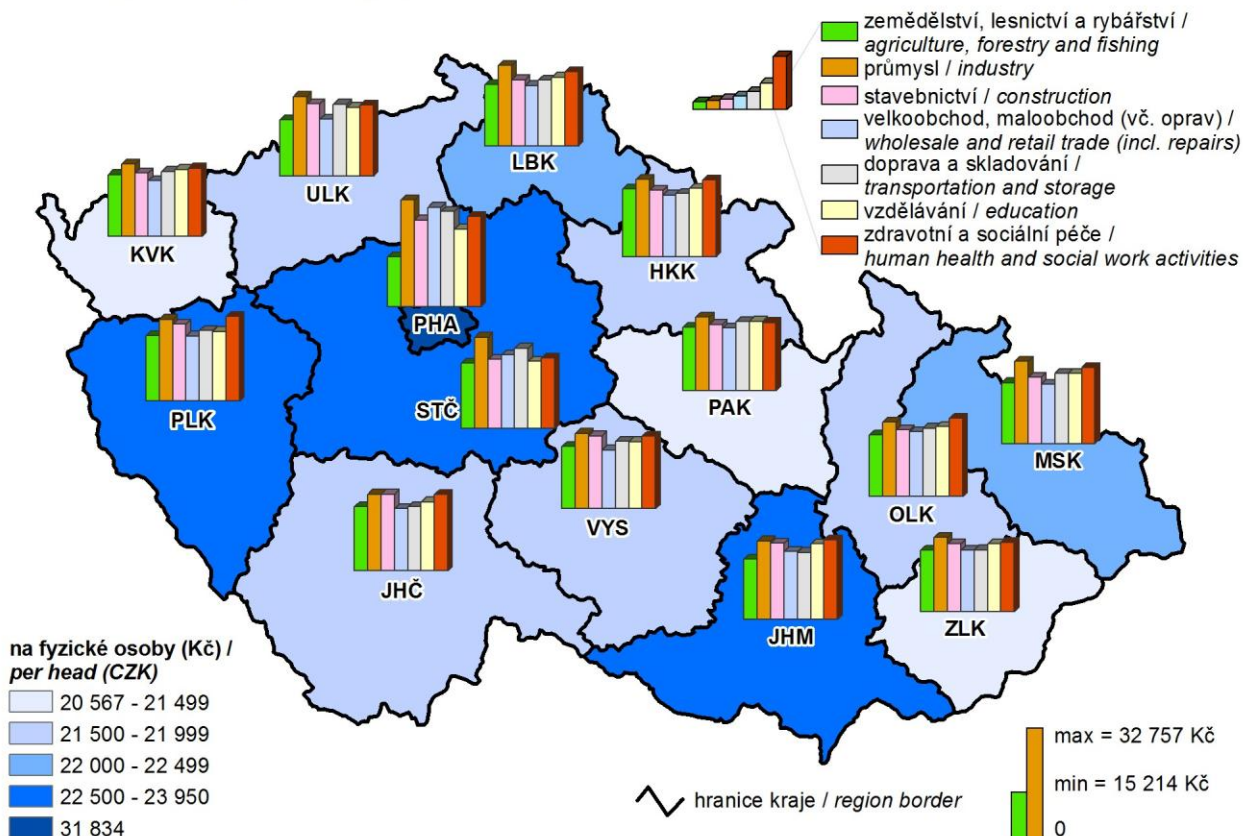 zemědělství, lesnictví a rybářství /
agriculture, forestry and fishing
průmysl / industry
stavebnictví / construction
velkoobchod, maloobchod (vč. oprav) /
wholesale and retail trade (incl. repairs)
doprava a skladování /
transportation and storage
vzdělávání / education
zdravotní a sociální péče /
human health and social work activities
LBK
ULK
KVK
HKK
PHA
PAK
PLK
STČ
MSK
OLK
VYS
JHČ
JHM
ZLK
na fyzické osoby (Kč) /
per head (CZK)
20 567 - 21 499
21 500 - 21 999
22 000 - 22 499
22 500 - 23 950
31 834
hranice kraje / region border
max = 32 757 Kč
min = 15 214 Kč
0